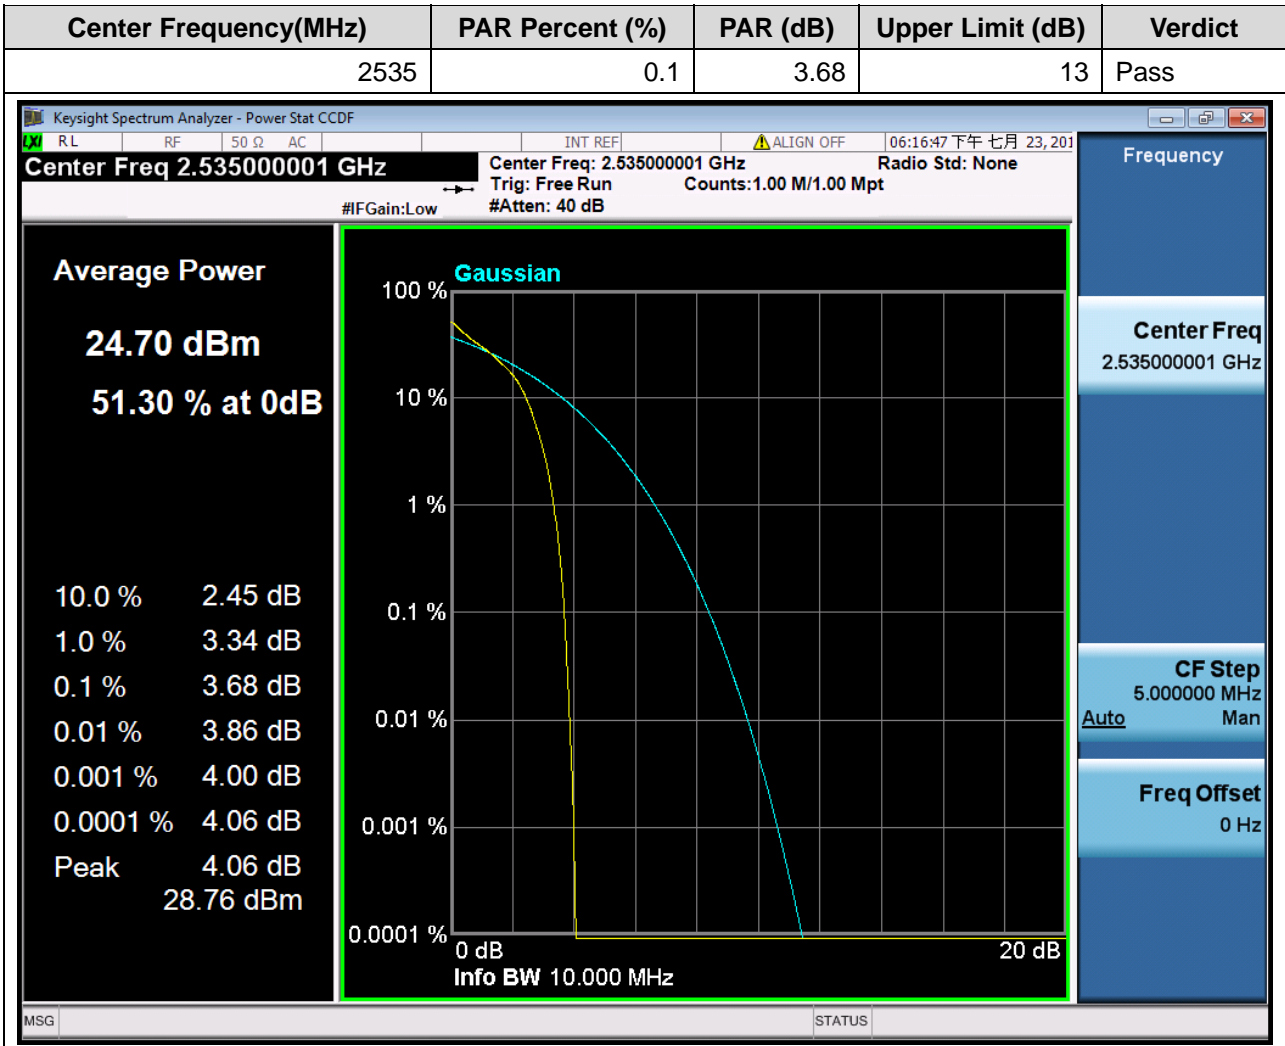 Center Frequency(MHz) PAR Percent (%) PAR (dB) Upper Limit (dB) Verdict
2535 0.1 3.68 13 Pass
Keysight Spectrum Analyzer - Power Stat CCDF
LXI RL RF 50 Ω AC INT REF ALIGN OFF 06:16:47 下午 七月 23, 201
Center Freq 2.535000001 GHz
Center Freq: 2.535000001 GHz Radio Std: None
Trig: Free Run Counts:1.00 M/1.00 Mpt
#IFGain:Low #Atten: 40 dB
Frequency
Average Power
24.70 dBm
51.30 % at 0dB
10.0 % 2.45 dB
1.0 % 3.34 dB
0.1 % 3.68 dB
0.01 % 3.86 dB
0.001 % 4.00 dB
0.0001 % 4.06 dB
Peak 4.06 dB
28.76 dBm
Gaussian
100 %
10 %
1 %
0.1 %
0.01 %
0.001 %
0.0001 %
0 dB 20 dB
Info BW 10.000 MHz
Center Freq
2.535000001 GHz
CF Step
5.000000 MHz
Auto Man
Freq Offset
0 Hz
MSG STATUS